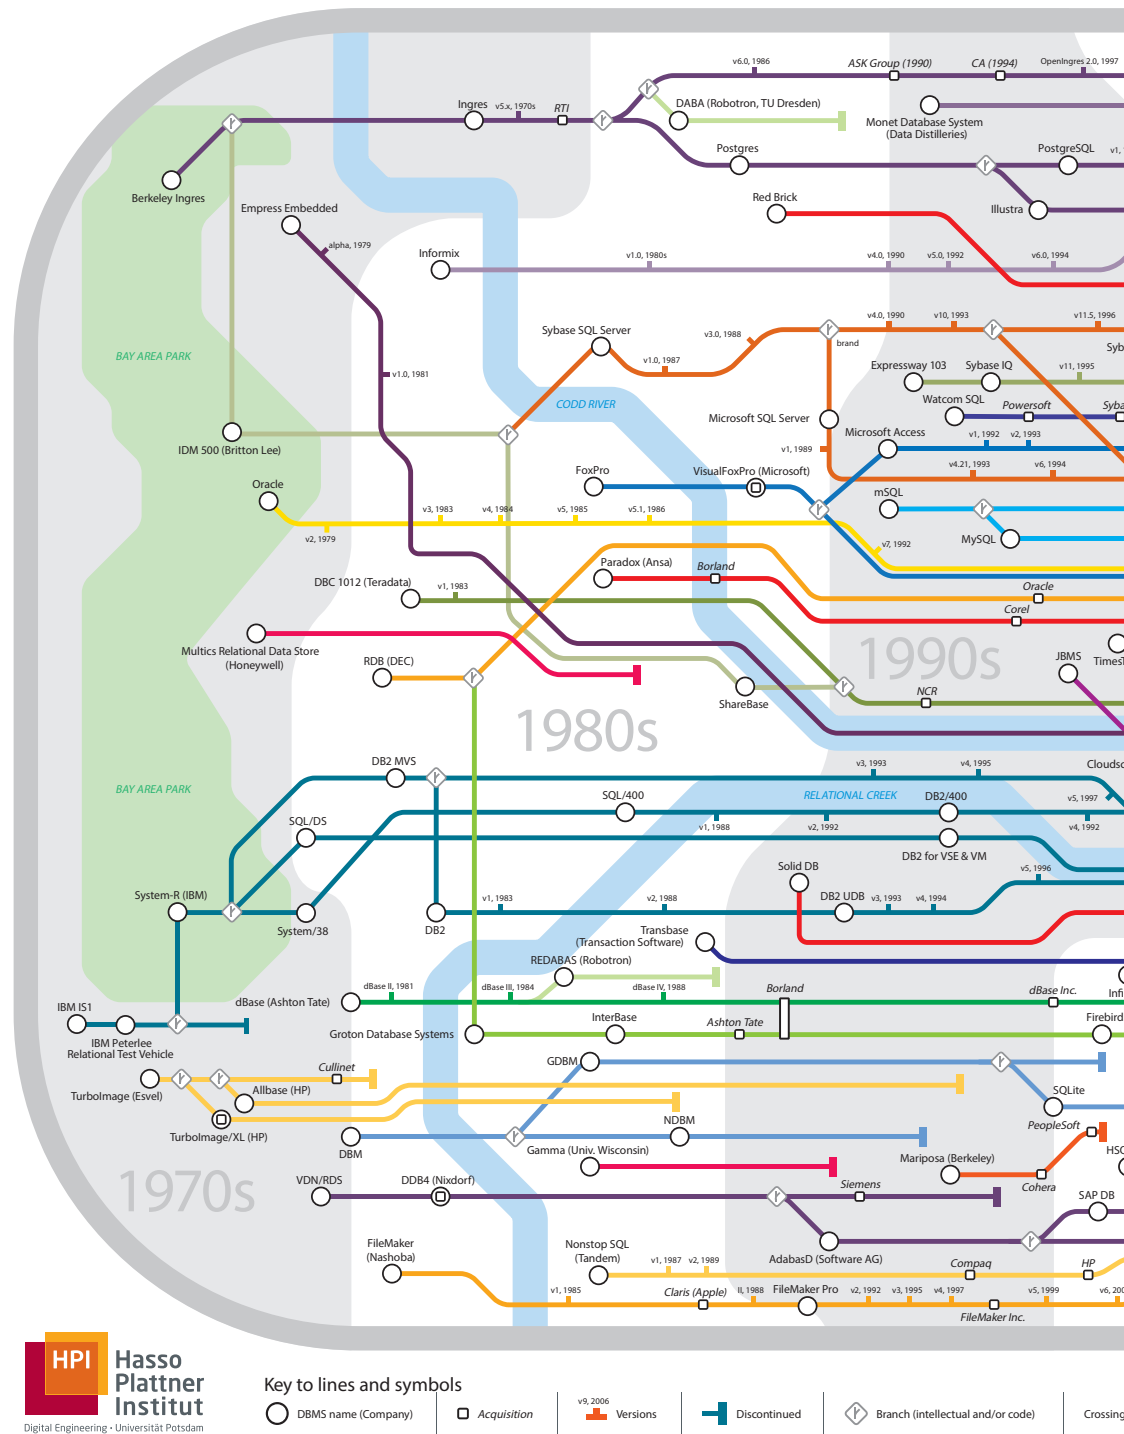 v6.0, 1986
ASK Group (1990)
CA (1994)
OpenIngres 2.0, 1997
Ingres
v5.x, 1970s
RTI
DABA (Robotron, TU Dresden)
Monet Database System
(Data Distilleries)
Berkeley Ingres
Postgres
PostgreSQL
v1,
Empress Embedded
Red Brick
Illustra
alpha, 1979
Informix
v1.0, 1980s
v4.0, 1990
v5.0, 1992
v6.0, 1994
BAY AREA PARK
Sybase SQL Server
v3.0, 1988
v4.0, 1990
v10, 1993
v11.5, 1996
brand
Syb
v1.0, 1987
v1.0, 1981
Expressway 103
Sybase IQ
v11, 1995
CODD RIVER
Watcom SQL
Powersoft
Syba
Microsoft SQL Server
Microsoft Access
v1, 1992
v2, 1993
IDM 500 (Britton Lee)
v1, 1989
FoxPro
VisualFoxPro (Microsoft)
v4.21, 1993
v6, 1994
Oracle
mSQL
v3, 1983
v4, 1984
v5, 1985
v5.1, 1986
v2, 1979
MySQL
v7, 1992
Paradox (Ansa)
Borland
DBC 1012 (Teradata)
v1, 1983
Oracle
Corel
Multics Relational Data Store
(Honeywell)
1990s
RDB (DEC)
JBMS
TimesT
NCR
ShareBase
1980s
DB2 MVS
v3, 1993
v4, 1995
Cloudsc
BAY AREA PARK
SQL/400
RELATIONAL CREEK
DB2/400
v5, 1997
SQL/DS
v1, 1988
v2, 1992
v4, 1992
DB2 for VSE & VM
Solid DB
v5, 1996
System-R (IBM)
v1, 1983
v2, 1988
DB2 UDB
v3, 1993
v4, 1994
System/38
DB2
Transbase
(Transaction Software)
REDABAS (Robotron)
dBase II, 1981
dBase III, 1984
dBase IV, 1988
Borland
dBase Inc.
Infi
IBM IS1
dBase (Ashton Tate)
InterBase
Ashton Tate
Firebird
Groton Database Systems
IBM Peterlee
Relational Test Vehicle
GDBM
Cullinet
TurboImage (Esvel)
Allbase (HP)
SQLite
PeopleSoft
TurboImage/XL (HP)
NDBM
DBM
Gamma (Univ. Wisconsin)
Mariposa (Berkeley)
HSC
Cohera
1970s
VDN/RDS
DDB4 (Nixdorf)
Siemens
SAP DB
FileMaker
(Nashoba)
Nonstop SQL
(Tandem)
AdabasD (Software AG)
v1, 1987
v2, 1989
Compaq
HP
v1, 1985
Claris (Apple)
II, 1988
FileMaker Pro
v2, 1992
v3, 1995
v4, 1997
v5, 1999
v6, 200
FileMaker Inc.
HPI
Hasso
Plattner
Institut
Digital Engineering • Universität Potsdam
Key to lines and symbols
DBMS name (Company)
Acquisition
v9, 2006
Versions
Discontinued
Branch (intellectual and/or code)
Crossing